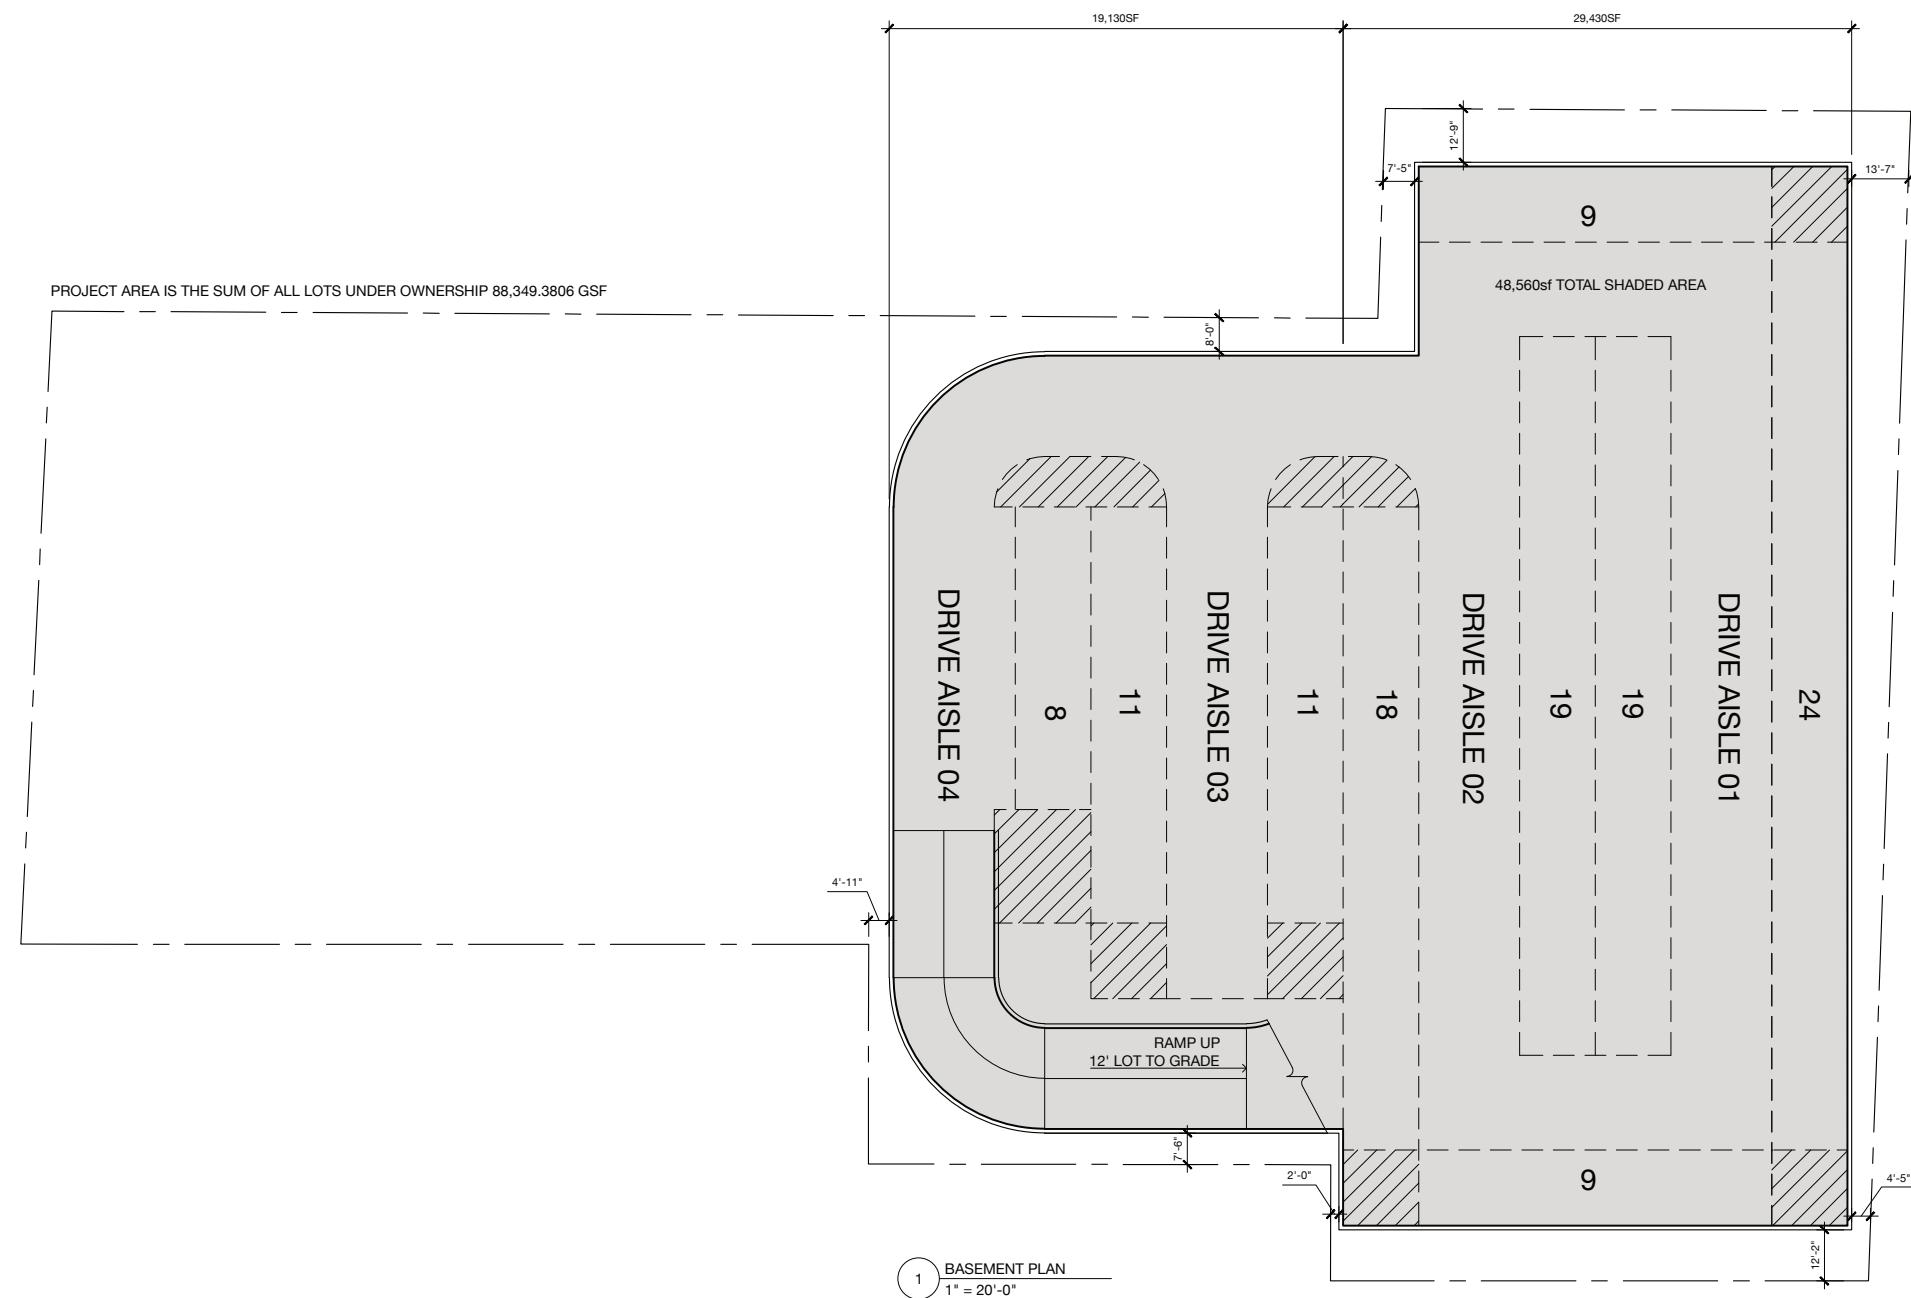 19,130SF
29,430SF
12'-9"
7'-5"
13'-7"
9
48,560sf TOTAL SHADED AREA
PROJECT AREA IS THE SUM OF ALL LOTS UNDER OWNERSHIP 88,349.3806 GSF
8'-0"
DRIVE AISLE 04
8
11
DRIVE AISLE 03
11
18
DRIVE AISLE 02
19
19
DRIVE AISLE 01
24
4'-11"
RAMP UP
12' LOT TO GRADE
7'-6"
2'-0"
9
4'-5"
12'-2"
1
BASEMENT PLAN
1" = 20'-0"